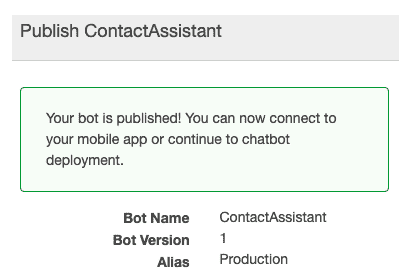 Publish ContactAssistant
Your bot is published! You can now connect to
your mobile app or continue to chatbot
deployment.
Bot Name ContactAssistant
Bot Version 1
Alias Production